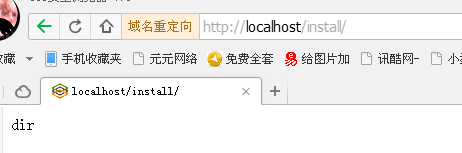 域名重定向 http://localhost/install/
收藏 手机收藏夹 元元网络 免费全套 给图片加 讯酷网-
localhost/install/
dir